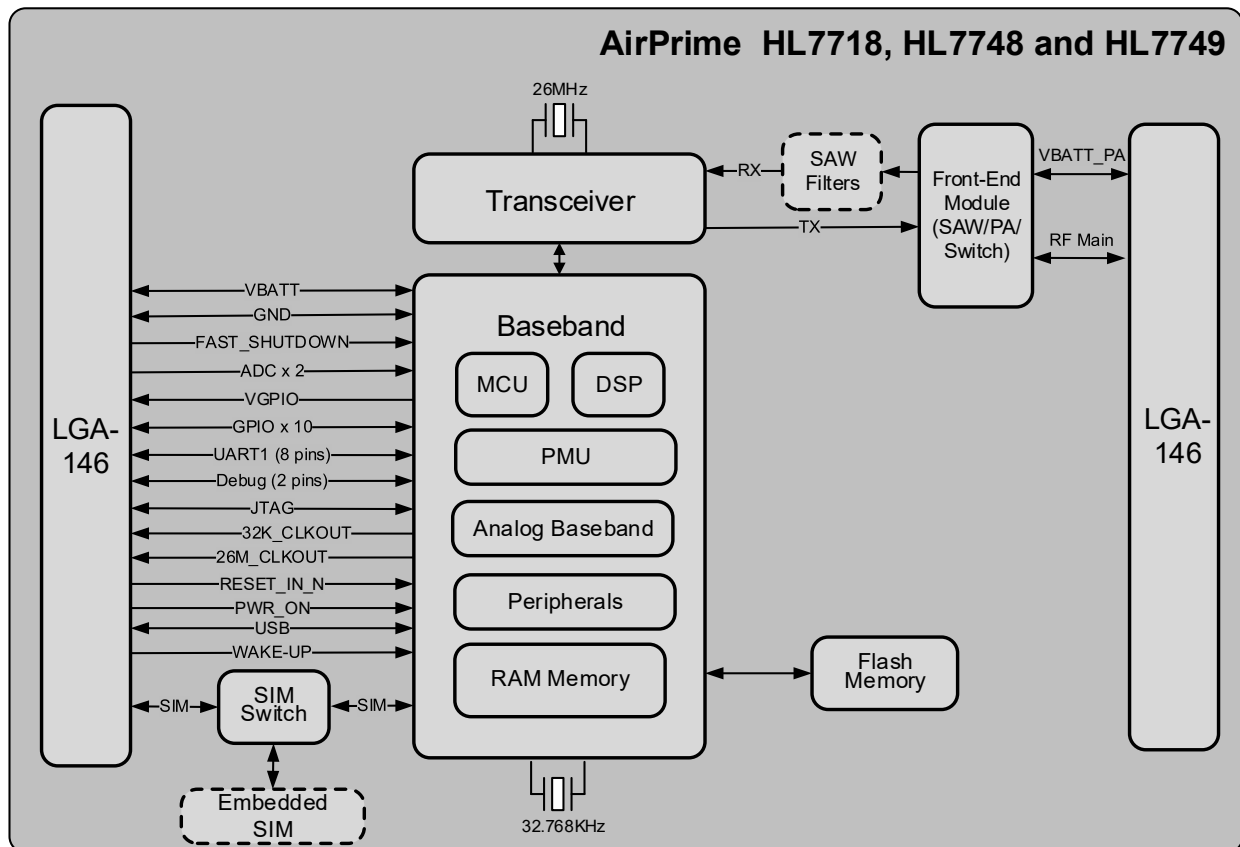 AirPrime HL7718, HL7748 and HL7749
26MHz
Transceiver
RX
SAW
Filters
TX
Front-End
Module
(SAW/PA/
Switch)
VBATT_PA
RF Main
LGA-
146
LGA-
146
VBATT
GND
FAST_SHUTDOWN
ADC x 2
VGPIO
GPIO x 10
UART1 (8 pins)
Debug (2 pins)
JTAG
32K_CLKOUT
26M_CLKOUT
RESET_IN_N
PWR_ON
USB
WAKE-UP
SIM
SIM
Switch
SIM
Embedded
SIM
Baseband
MCU
DSP
PMU
Analog Baseband
Peripherals
RAM Memory
Flash
Memory
32.768KHz